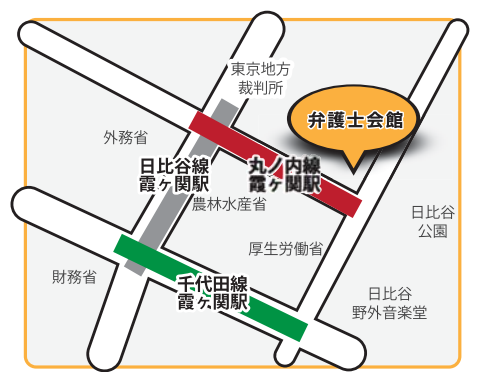 東京地方
裁判所
弁護士会館
外務省
日比谷線
霞ヶ関駅
丸ノ内線
霞ヶ関駅
農林水産省
日比谷
公園
厚生労働省
財務省
千代田線
霞ヶ関駅
日比谷
野外音楽堂